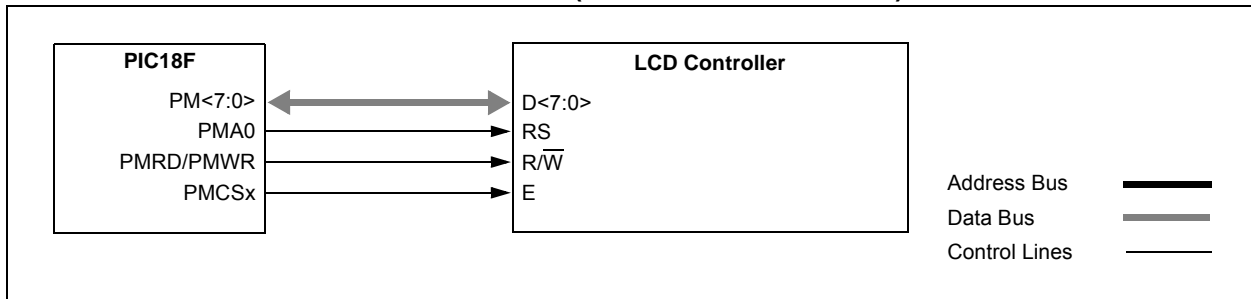 PIC18F
PM<7:0>
PMA0
PMRD/PMWR
PMCSx
LCD Controller
D<7:0>
RS
R/W̅
E
Address Bus
Data Bus
Control Lines